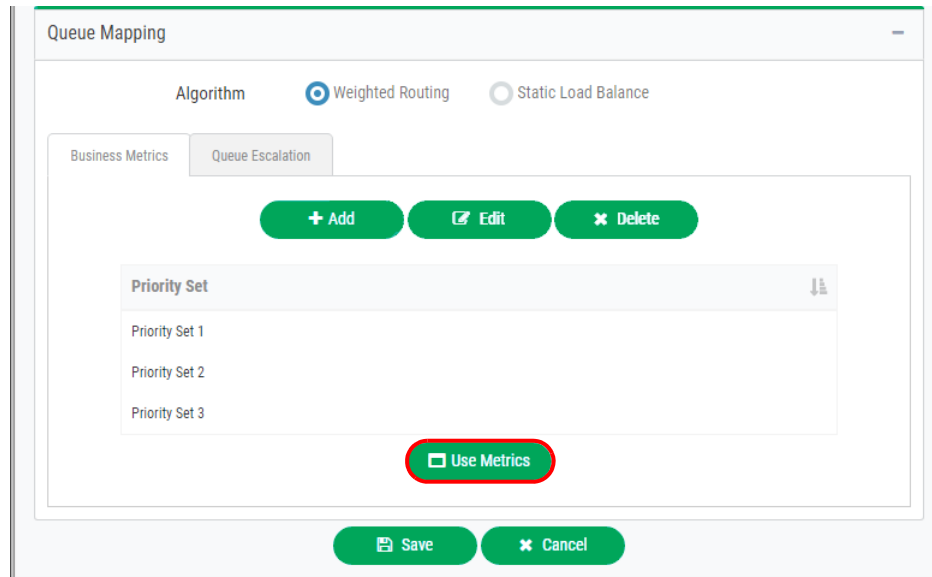 Queue Mapping
Algorithm Weighted Routing Static Load Balance
Business Metrics Queue Escalation
Add Edit Delete
Priority Set
Priority Set 1
Priority Set 2
Priority Set 3
Use Metrics
Save Cancel